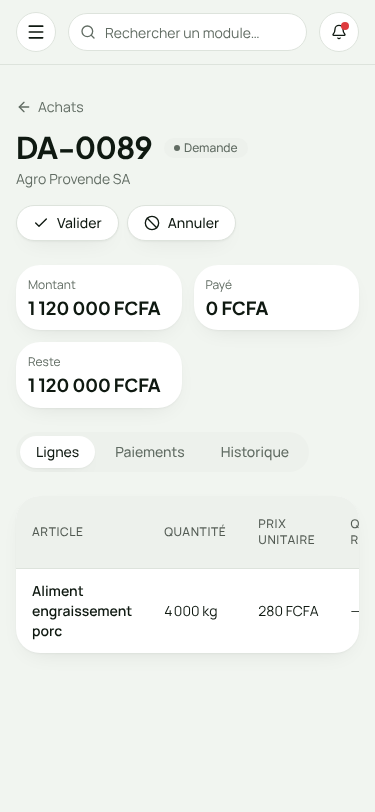 Rechercher un module...
Achats
DA-0089 Demande
Agro Provende SA
Valider Annuler
Montant Payé
1 120 000 FCFA 0 FCFA
Reste
1 120 000 FCFA
Lignes Paiements Historique
ARTICLE QUANTITÉ PRIX UNITAIRE
Aliment engraissement porc 4 000 kg 280 FCFA —